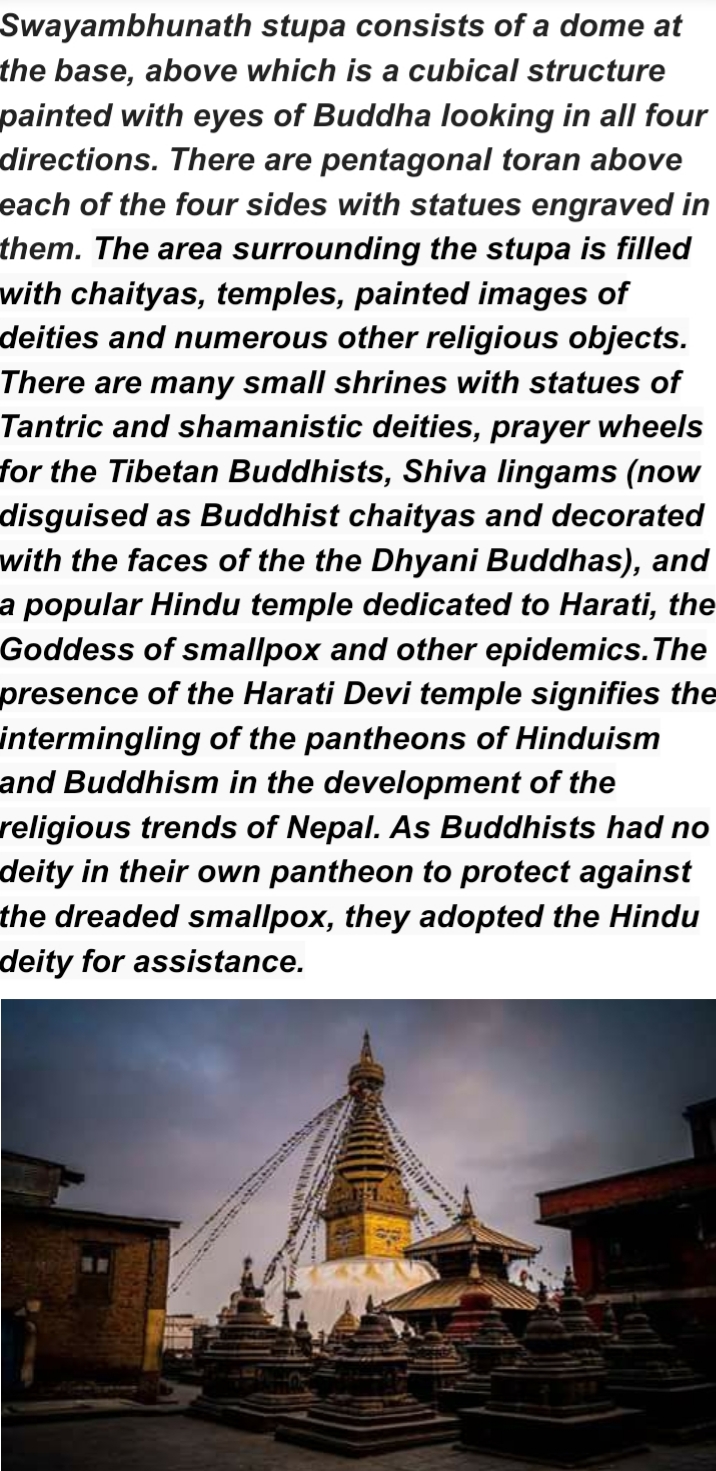 Swayambhunath stupa consists of a dome at
the base, above which is a cubical structure
painted with eyes of Buddha looking in all four
directions. There are pentagonal toran above
each of the four sides with statues engraved in
them. The area surrounding the stupa is filled
with chaityas, temples, painted images of
deities and numerous other religious objects.
There are many small shrines with statues of
Tantric and shamanistic deities, prayer wheels
for the Tibetan Buddhists, Shiva lingams (now
disguised as Buddhist chaityas and decorated
with the faces of the the Dhyani Buddhas), and
a popular Hindu temple dedicated to Harati, the
Goddess of smallpox and other epidemics.The
presence of the Harati Devi temple signifies the
intermingling of the pantheons of Hinduism
and Buddhism in the development of the
religious trends of Nepal. As Buddhists had no
deity in their own pantheon to protect against
the dreaded smallpox, they adopted the Hindu
deity for assistance.